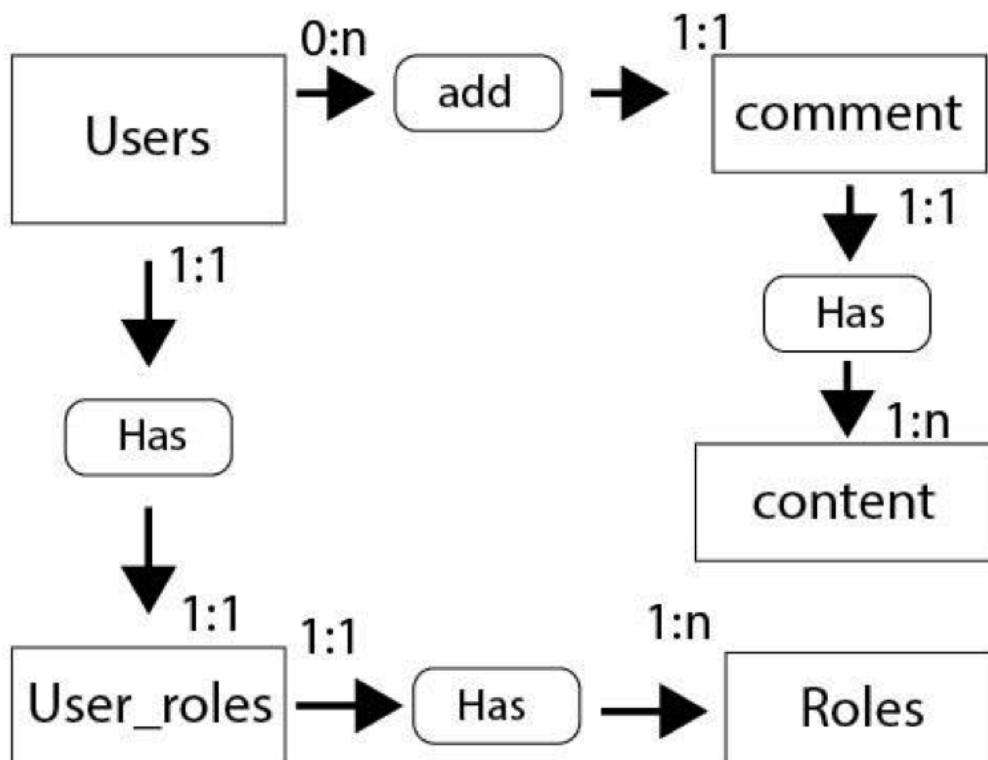 0:n
1:1
Users
add
comment
1:1
1:1
Has
Has
1:n
content
1:1
1:1
1:n
User_roles
Has
Roles